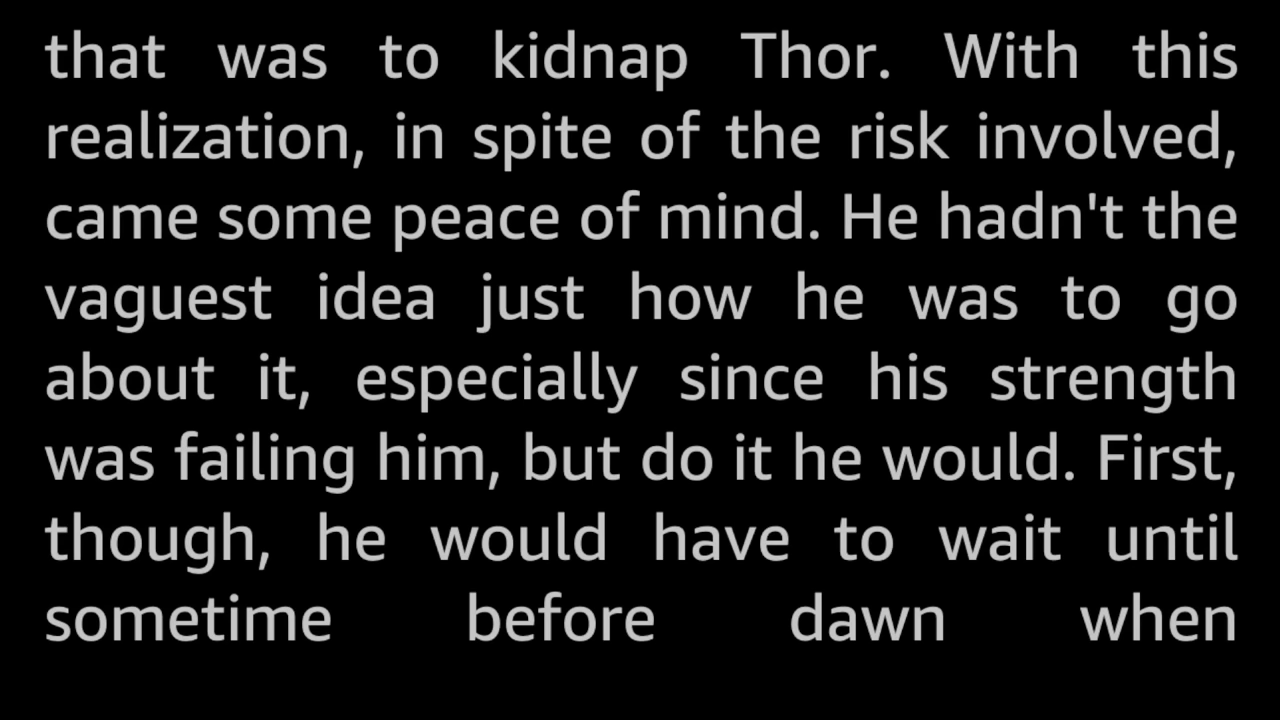 that was to kidnap Thor. With this
realization, in spite of the risk involved,
came some peace of mind. He hadn't the
vaguest idea just how he was to go
about it, especially since his strength
was failing him, but do it he would. First,
though, he would have to wait until
sometime before dawn when